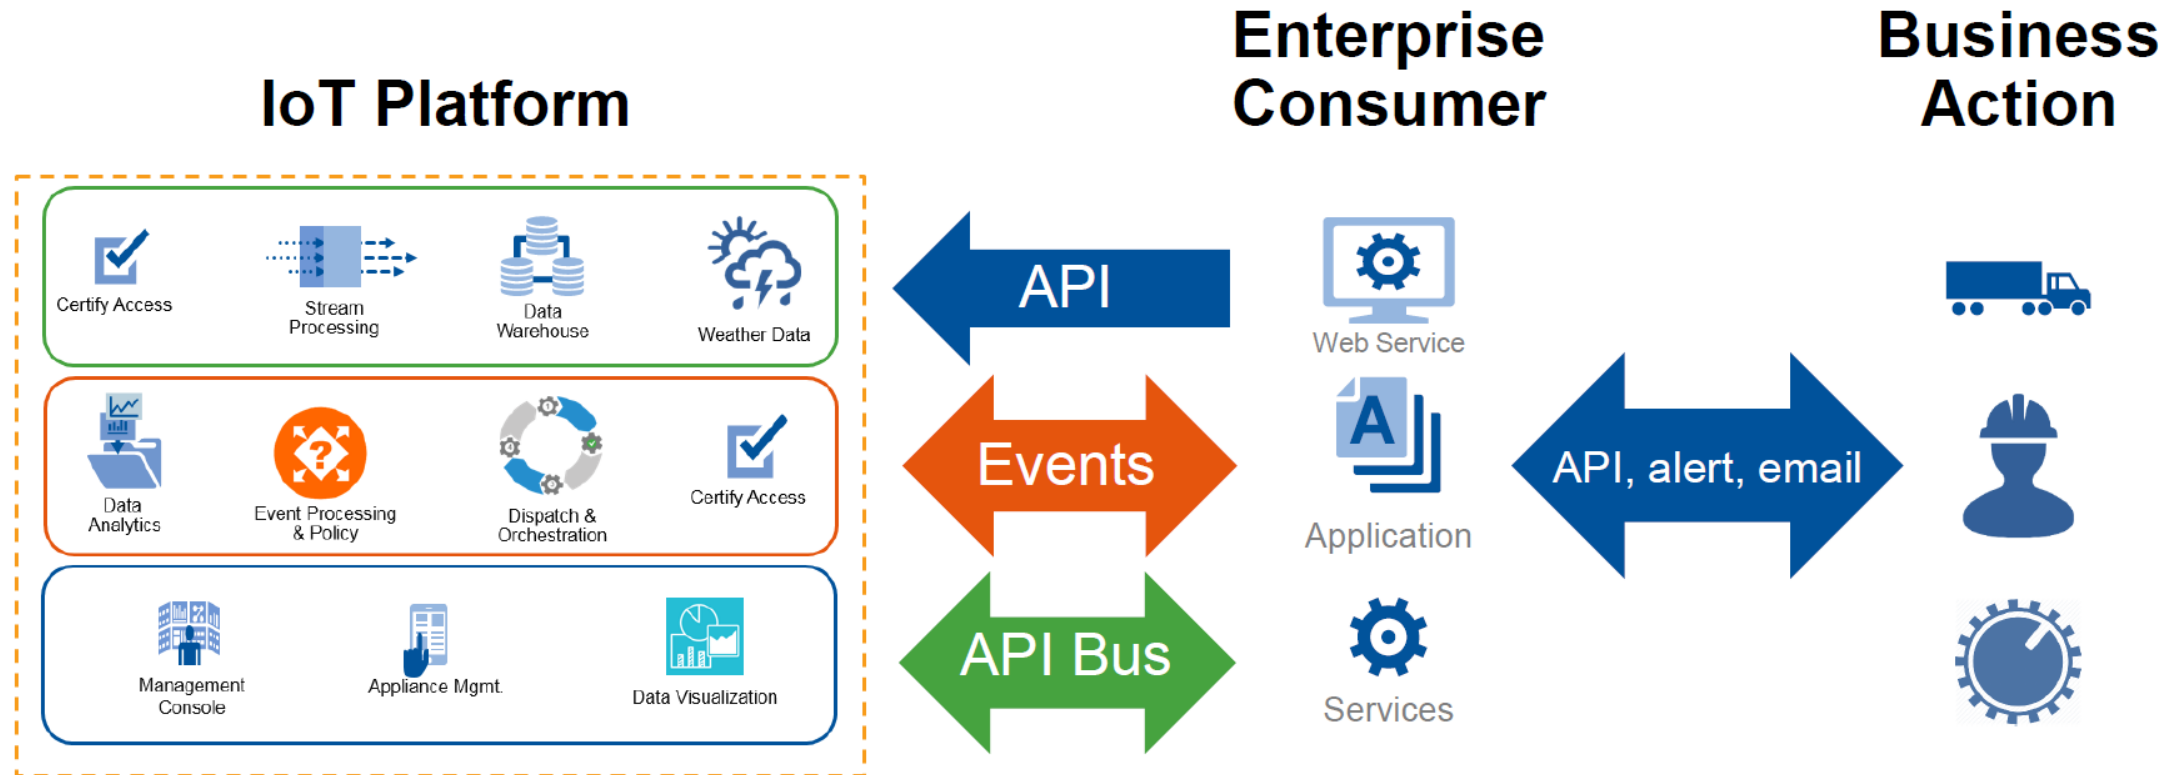 IoT Platform
Enterprise
Consumer
Business
Action
Certify Access
Stream
Processing
Data
Warehouse
Weather Data
Data
Analytics
Event Processing
& Policy
Dispatch &
Orchestration
Certify Access
Management
Console
Appliance Mgmt.
Data Visualization
API
Events
API Bus
Web Service
A
Application
Services
API, alert, email